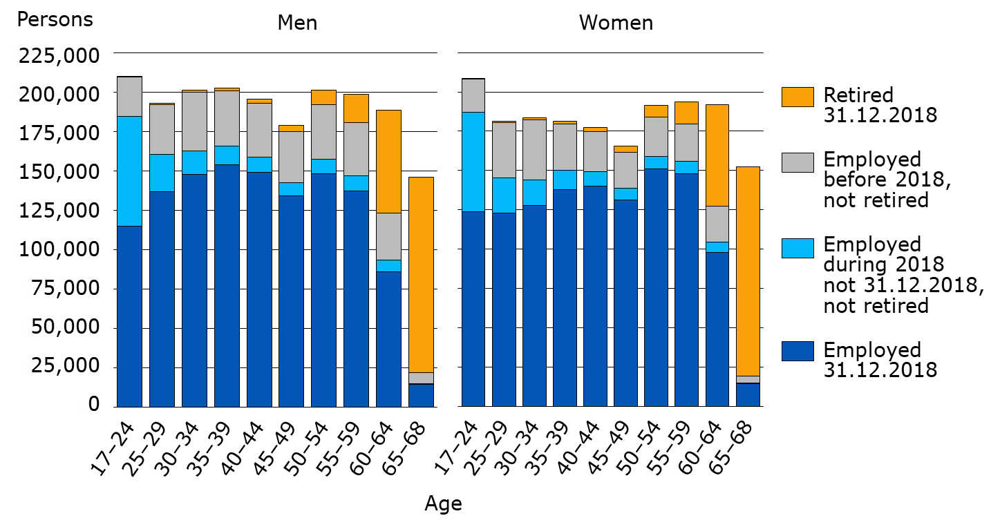 Persons
Men
Women
225,000
200,000
175,000
150,000
125,000
100,000
75,000
50,000
25,000
0
17–24
25–29
30–34
35–39
40–44
45–49
50–54
55–59
60–64
65–68
17–24
25–29
30–34
35–39
40–44
45–49
50–54
55–59
60–64
65–68
Age
Retired
31.12.2018
Employed
before 2018,
not retired
Employed
during 2018
not 31.12.2018,
not retired
Employed
31.12.2018